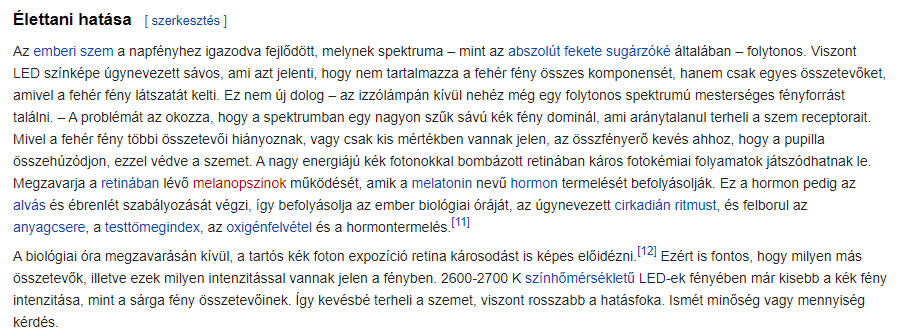 Élettani hatása [ szerkesztés ]
Az emberi szem a napfényhez igazodva fejlődött, melynek spektruma – mint az abszolút fekete sugárzóké általában – folytonos. Viszont
LED színképe úgynevezett sávos, ami azt jelenti, hogy nem tartalmazza a fehér fény összes komponensét, hanem csak egyes összetevőket,
amivel a fehér fény látszatát kelti. Ez nem új dolog – az izzólámpán kívül nehéz még egy folytonos spektrumú mesterséges fényforrást
találni. – A problémát az okozza, hogy a spektrumban egy nagyon szűk sávú kék fény dominál, ami aránytalanul terheli a szem receptorait.
Mivel a fehér fény többi összetevői hiányoznak, vagy csak kis mértékben vannak jelen, az összfényerő kevés ahhoz, hogy a pupilla
összehúzódjon, ezzel védve a szemet. A nagy energiájú kék fotonokkal bombázott retinában káros fotokémiai folyamatok játszódhatnak le.
Megzavarja a retinában lévő melanopszinok működését, amik a melatonin nevű hormon termelését befolyásolják. Ez a hormon pedig az
alvás és ébrenlét szabályozását végzi, így befolyásolja az ember biológiai óráját, az úgynevezett cirkadián ritmust, és felborul az
anyagcsere, a testtömegindex, az oxigénfelvétel és a hormontermelés.[11]
A biológiai óra megzavarásán kívül, a tartós kék foton expozíció retina károsodást is képes előidézni.[12] Ezért is fontos, hogy milyen más
összetevők, illetve ezek milyen intenzitással vannak jelen a fényben. 2600-2700 K színhőmérsékletű LED-ek fényében már kisebb a kék fény
intenzitása, mint a sárga fény összetevőinek. Így kevésbé terheli a szemet, viszont rosszabb a hatásfoka. Ismét minőség vagy mennyiség
kérdés.